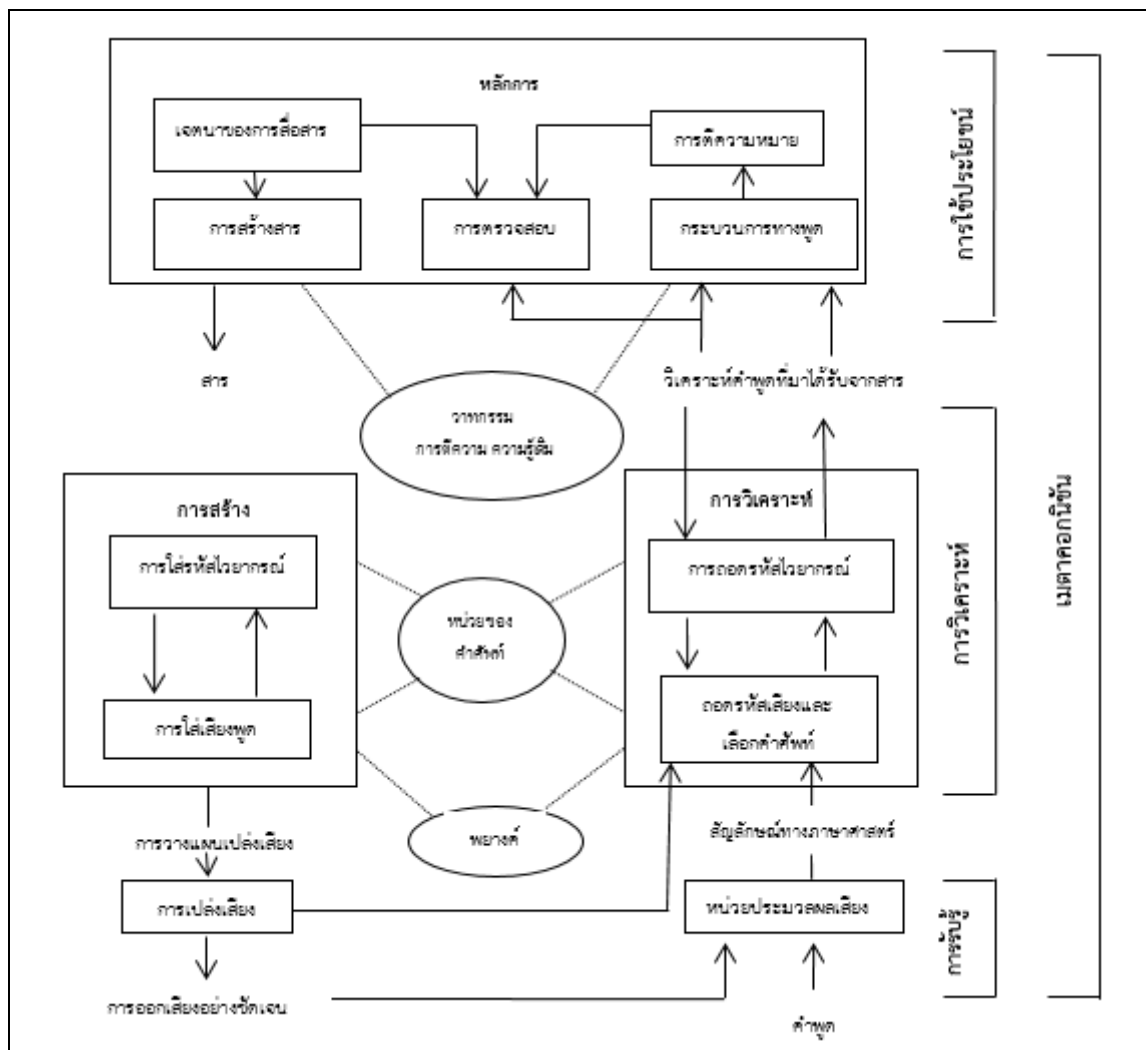 หลักการ
เจตนาของการสื่อสาร
การตีความหมาย
การสร้างสาร
การตรวจสอบ
กระบวนการทางพูด
การใช้ประโยชน์
สาร
วิเคราะห์คำพูดที่มาได้รับจากสาร
วาทกรรม
การตีความ ความรู้เดิม
การสร้าง
การวิเคราะห์
การใส่รหัสไวยากรณ์
การถอดรหัสไวยากรณ์
หน่วยของ
คำศัพท์
การใส่เสียงพูด
ถอดรหัสเสียงและ
เลือกคำศัพท์
การวิเคราะห์
เมตาคอกนิชัน
การวางแผนเปล่งเสียง
พยางค์
สัญลักษณ์ทางภาษาศาสตร์
การเปล่งเสียง
หน่วยประมวลผลเสียง
การรับรู้
การออกเสียงอย่างชัดเจน
คำพูด